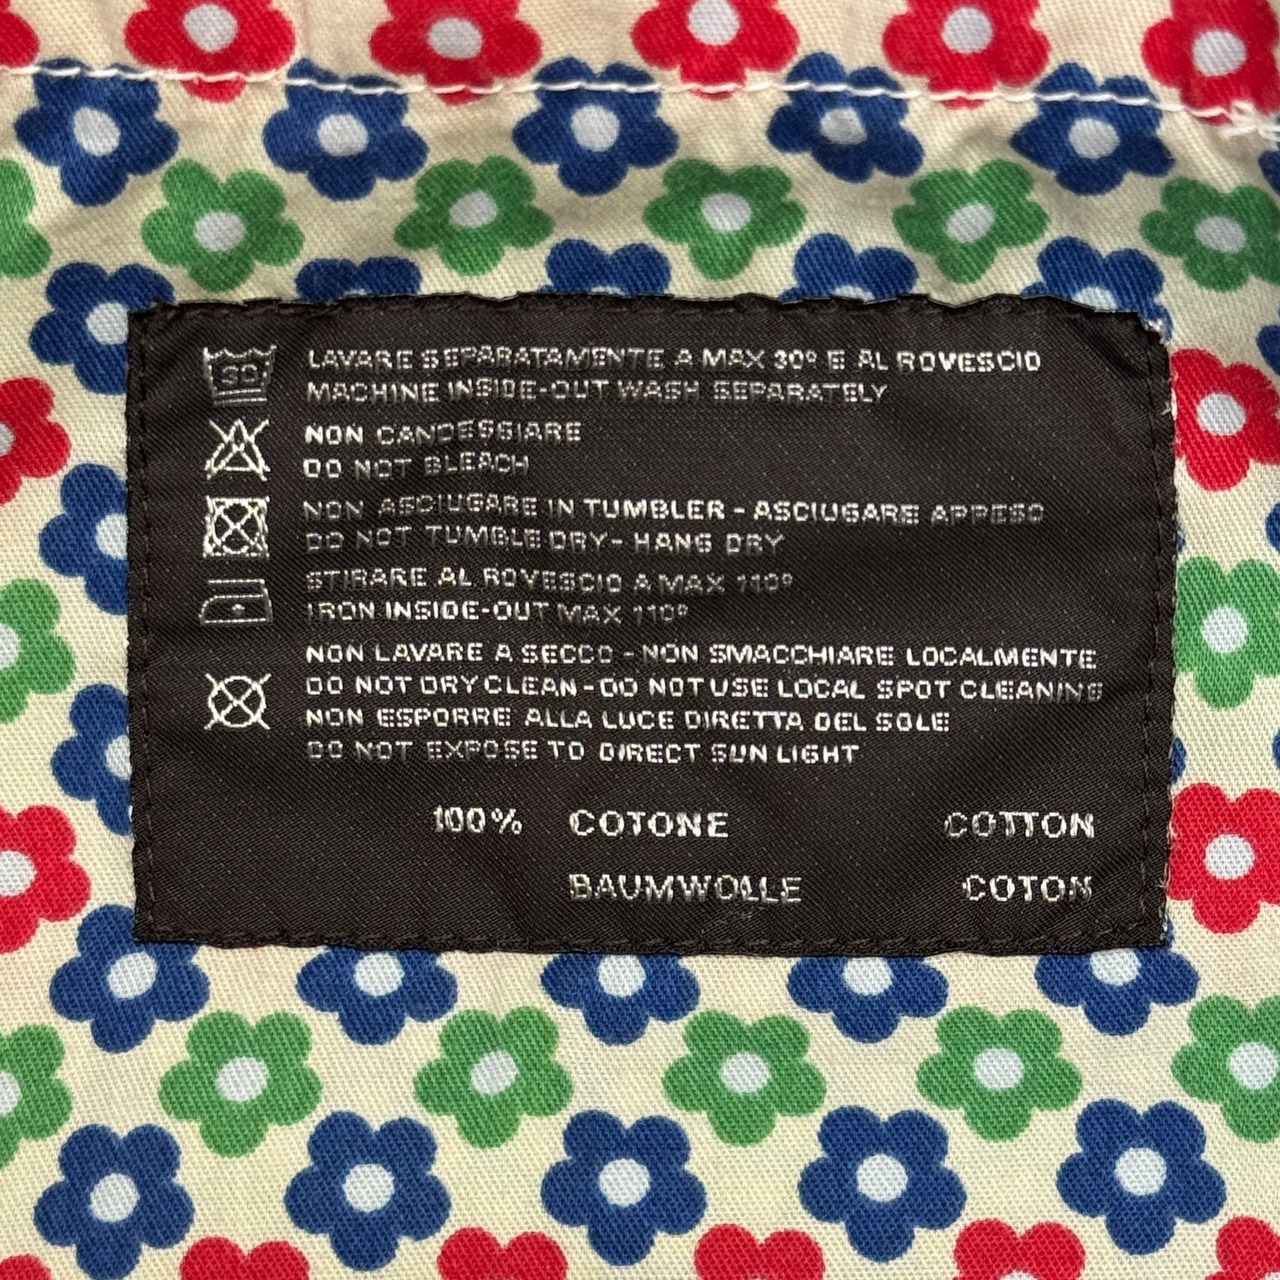 30
LAVARE SEPARATAMENTE A MAX 30° E AL ROVESCIO
MACHINE INSIDE-OUT WASH SEPARATELY
NON CANDESSIARE
DO NOT BLEACH
NON ASCIUGARE IN TUMBLER - ASCIUGARE APPESO
DO NOT TUMBLE DRY - HANG DRY
STIRARE AL ROVESCIO A MAX 110°
IRON INSIDE-OUT MAX 110°
NON LAVARE A SECCO - NON SMACCHIARE LOCALMENTE
DO NOT DRY CLEAN - DO NOT USE LOCAL SPOT CLEANING
NON ESPORRE ALLA LUCE DIRETTA DEL SOLE
DO NOT EXPOSE TO DIRECT SUN LIGHT
100% COTONE COTTON
BAUMWOLLE COTON